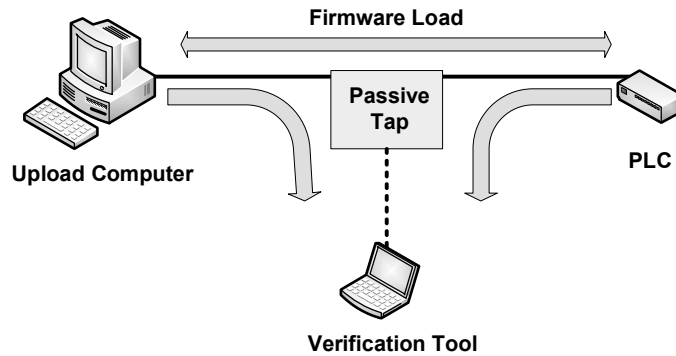 Firmware Load
Passive
Tap
PLC
Upload Computer
Verification Tool